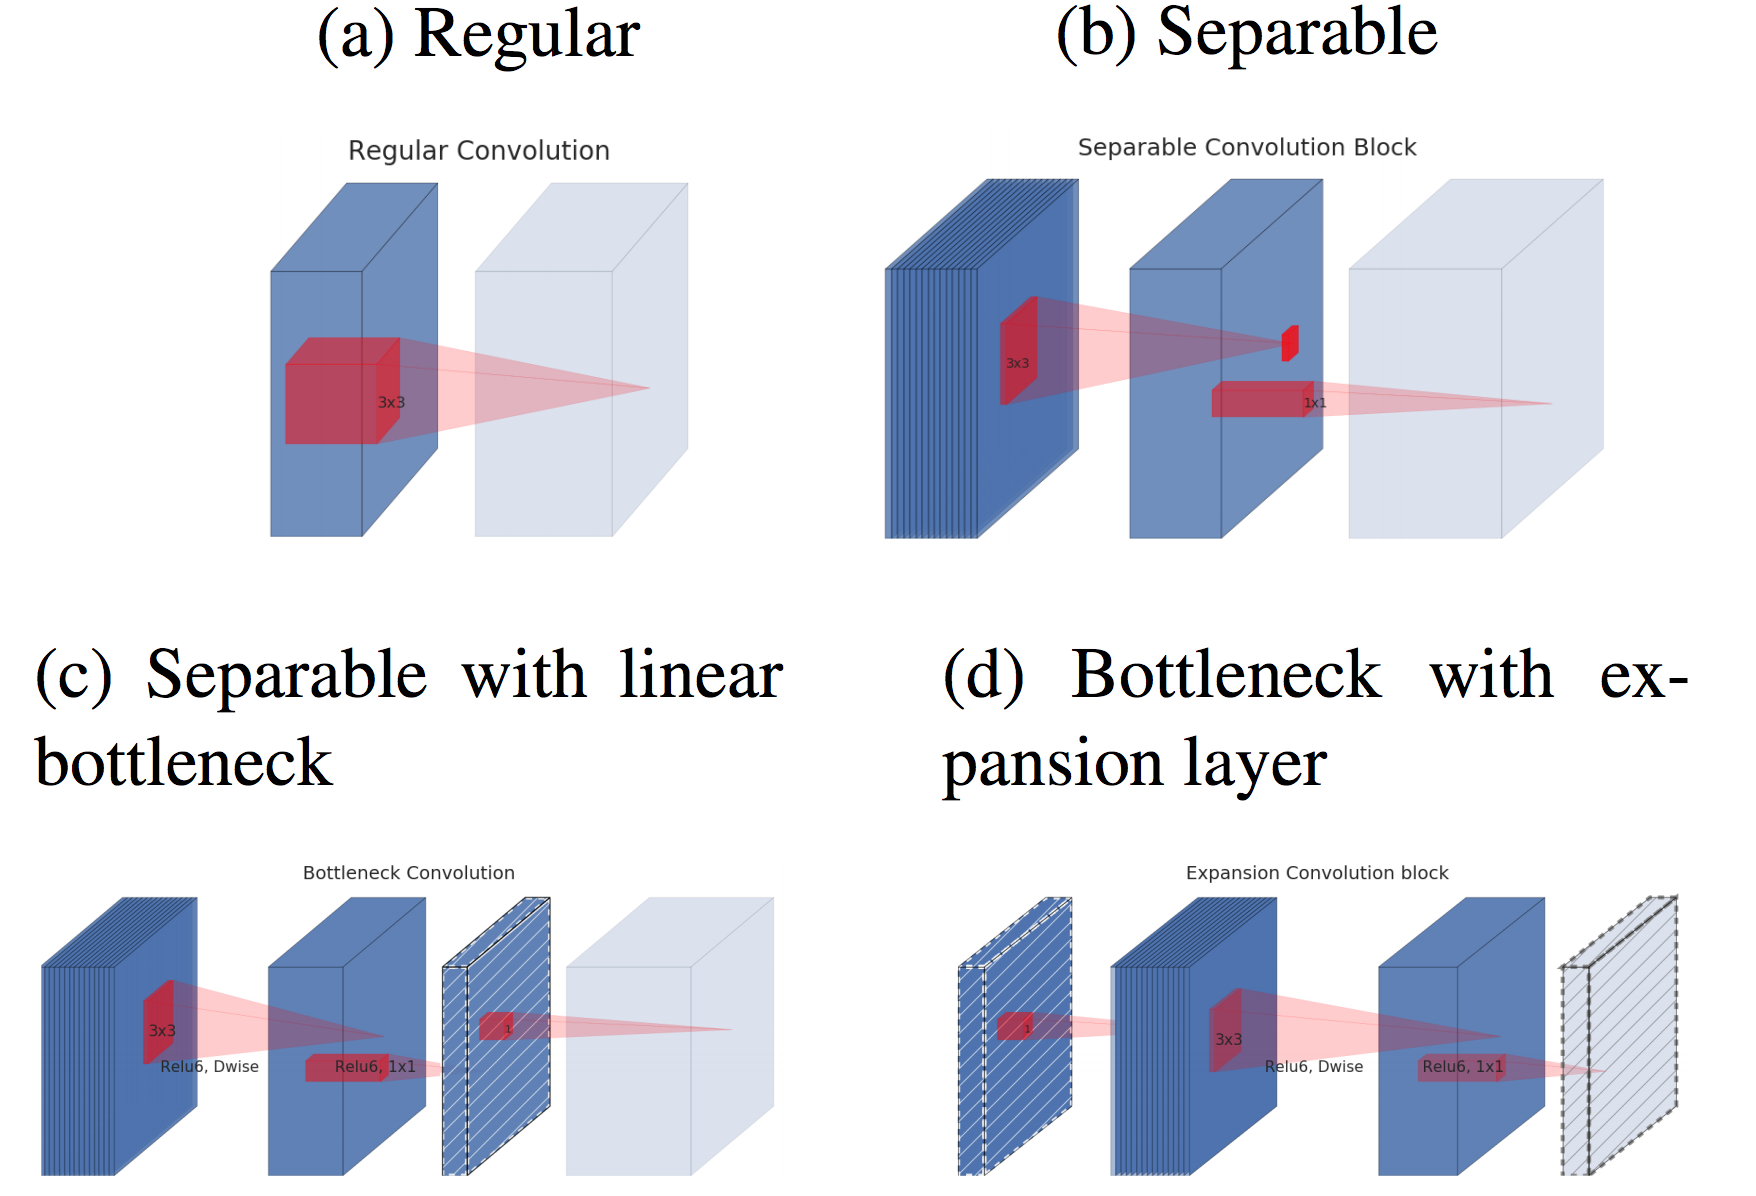 (a) Regular
(b) Separable
Regular Convolution
3x3
Separable Convolution Block
3x3
1x1
(c) Separable with linear
bottleneck
(d) Bottleneck with ex-
pansion layer
Bottleneck Convolution
3x3
Relu6, Dwise
Relu6, 1x1
1
Expansion Convolution block
1
3x3
Relu6, Dwise
Relu6, 1x1